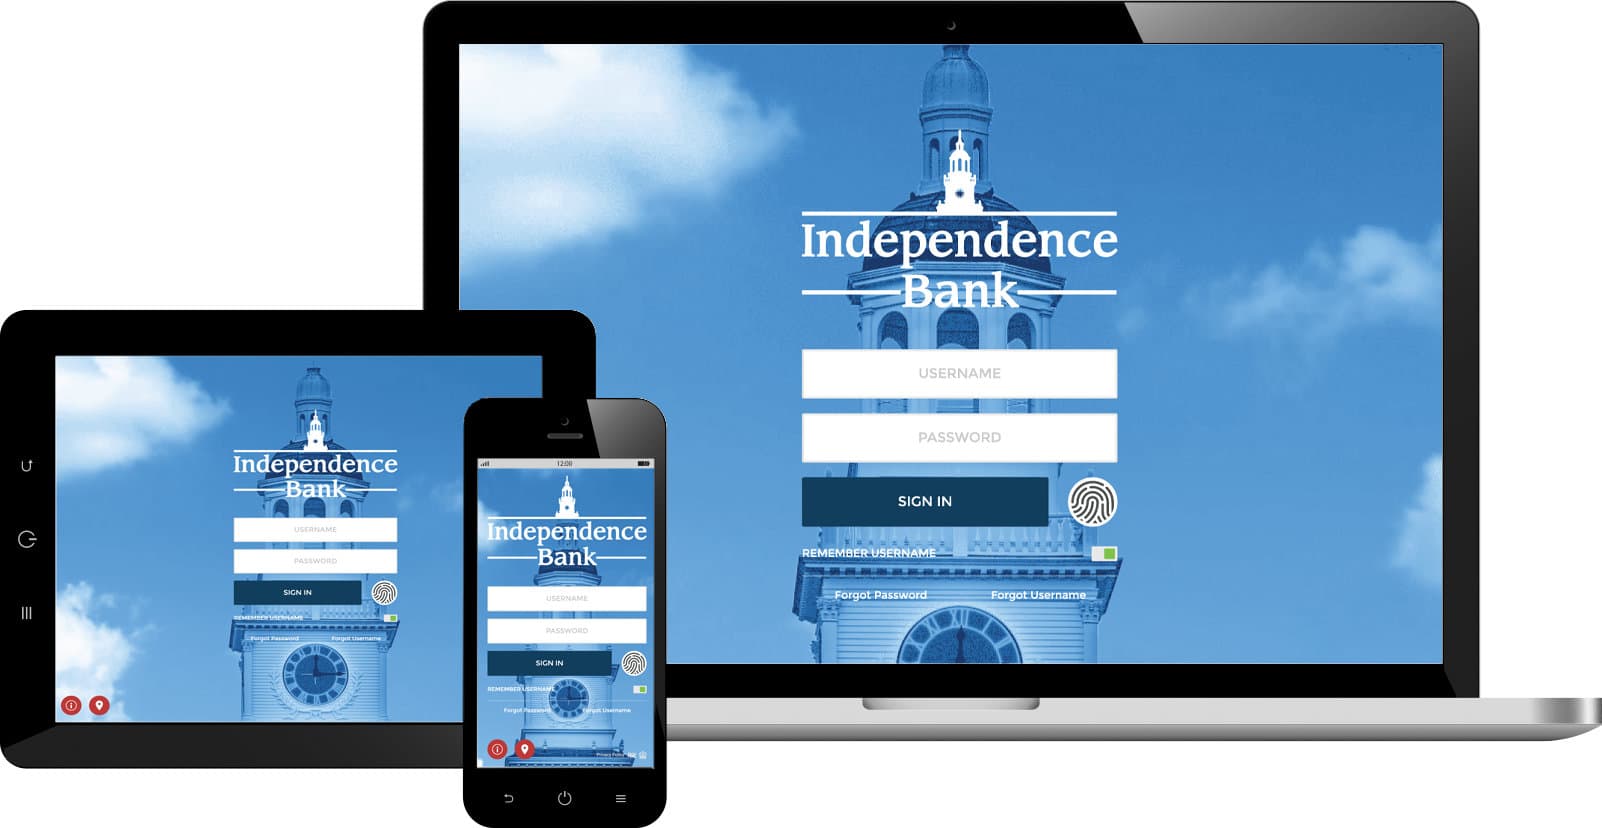 Independence
Bank
USERNAME
PASSWORD
SIGN IN
REMEMBER USERNAME
Forgot Password
Forgot Username
Independence
Bank
USERNAME
PASSWORD
SIGN IN
REMEMBER USERNAME
Forgot Password
Forgot Username
12:00
Independence
Bank
USERNAME
PASSWORD
SIGN IN
REMEMBER USERNAME
Forgot Password
Forgot Username
Privacy Policy